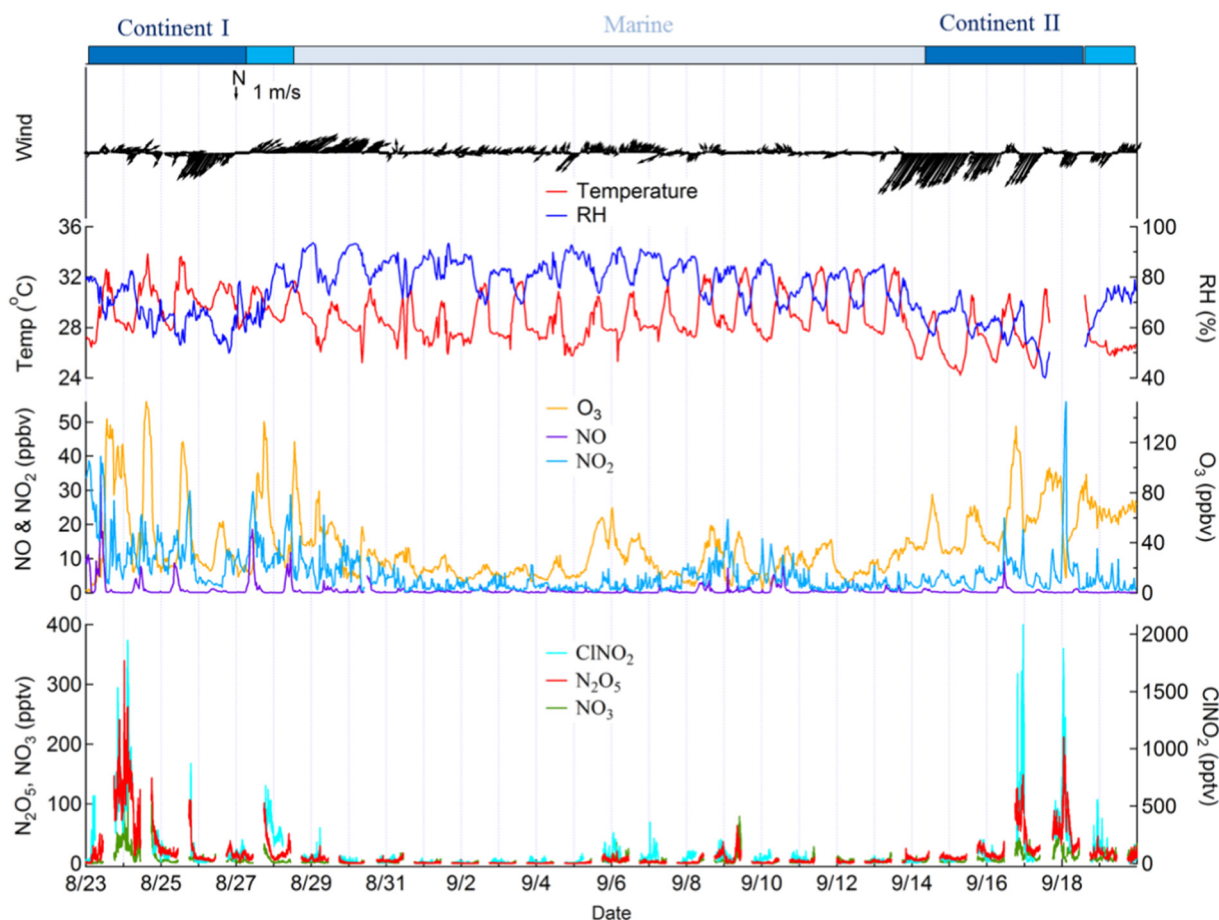 Continent I
Marine
Continent II
N
1 m/s
Wind
Temperature
RH
36
32
28
24
Temp (°C)
100
80
60
40
RH (%)
O₃
NO
NO₂
50
40
30
20
10
0
NO & NO₂ (ppbv)
120
80
40
0
O₃ (ppbv)
ClNO₂
N₂O₅
NO₃
400
300
200
100
0
N₂O₅, NO₃ (pptv)
2000
1500
1000
500
0
ClNO₂ (pptv)
8/23 8/25 8/27 8/29 8/31 9/2 9/4 9/6 9/8 9/10 9/12 9/14 9/16 9/18
Date